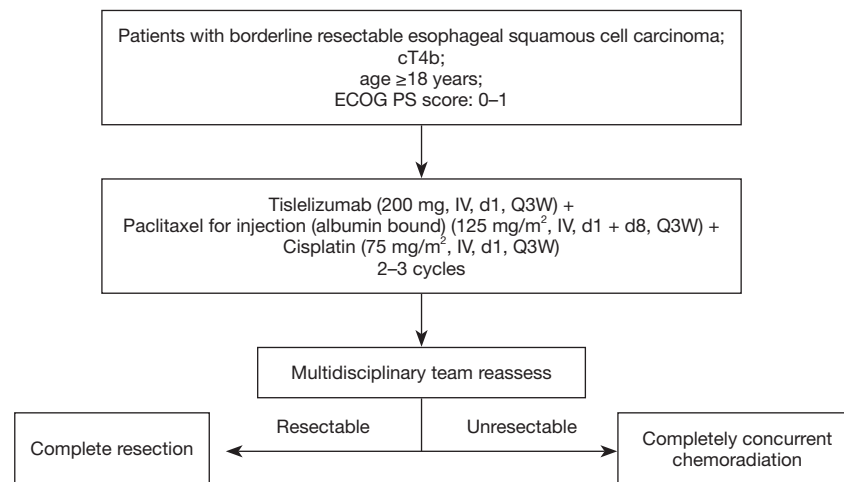 Patients with borderline resectable esophageal squamous cell carcinoma;
cT4b;
age ≥18 years;
ECOG PS score: 0–1
Tislelizumab (200 mg, IV, d1, Q3W) +
Paclitaxel for injection (albumin bound) (125 mg/m², IV, d1 + d8, Q3W) +
Cisplatin (75 mg/m², IV, d1, Q3W)
2–3 cycles
Multidisciplinary team reassess
Resectable
Unresectable
Complete resection
Completely concurrent
chemoradiation